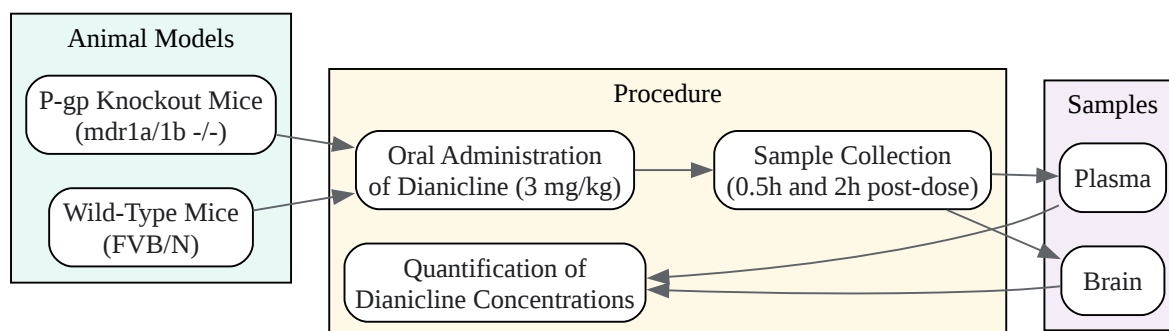 Animal Models
P-gp Knockout Mice
(mdr1a/1b -/-)
Wild-Type Mice
(FVB/N)
Procedure
Oral Administration
of Dianicline (3 mg/kg)
Sample Collection
(0.5h and 2h post-dose)
Quantification of
Dianicline Concentrations
Samples
Plasma
Brain